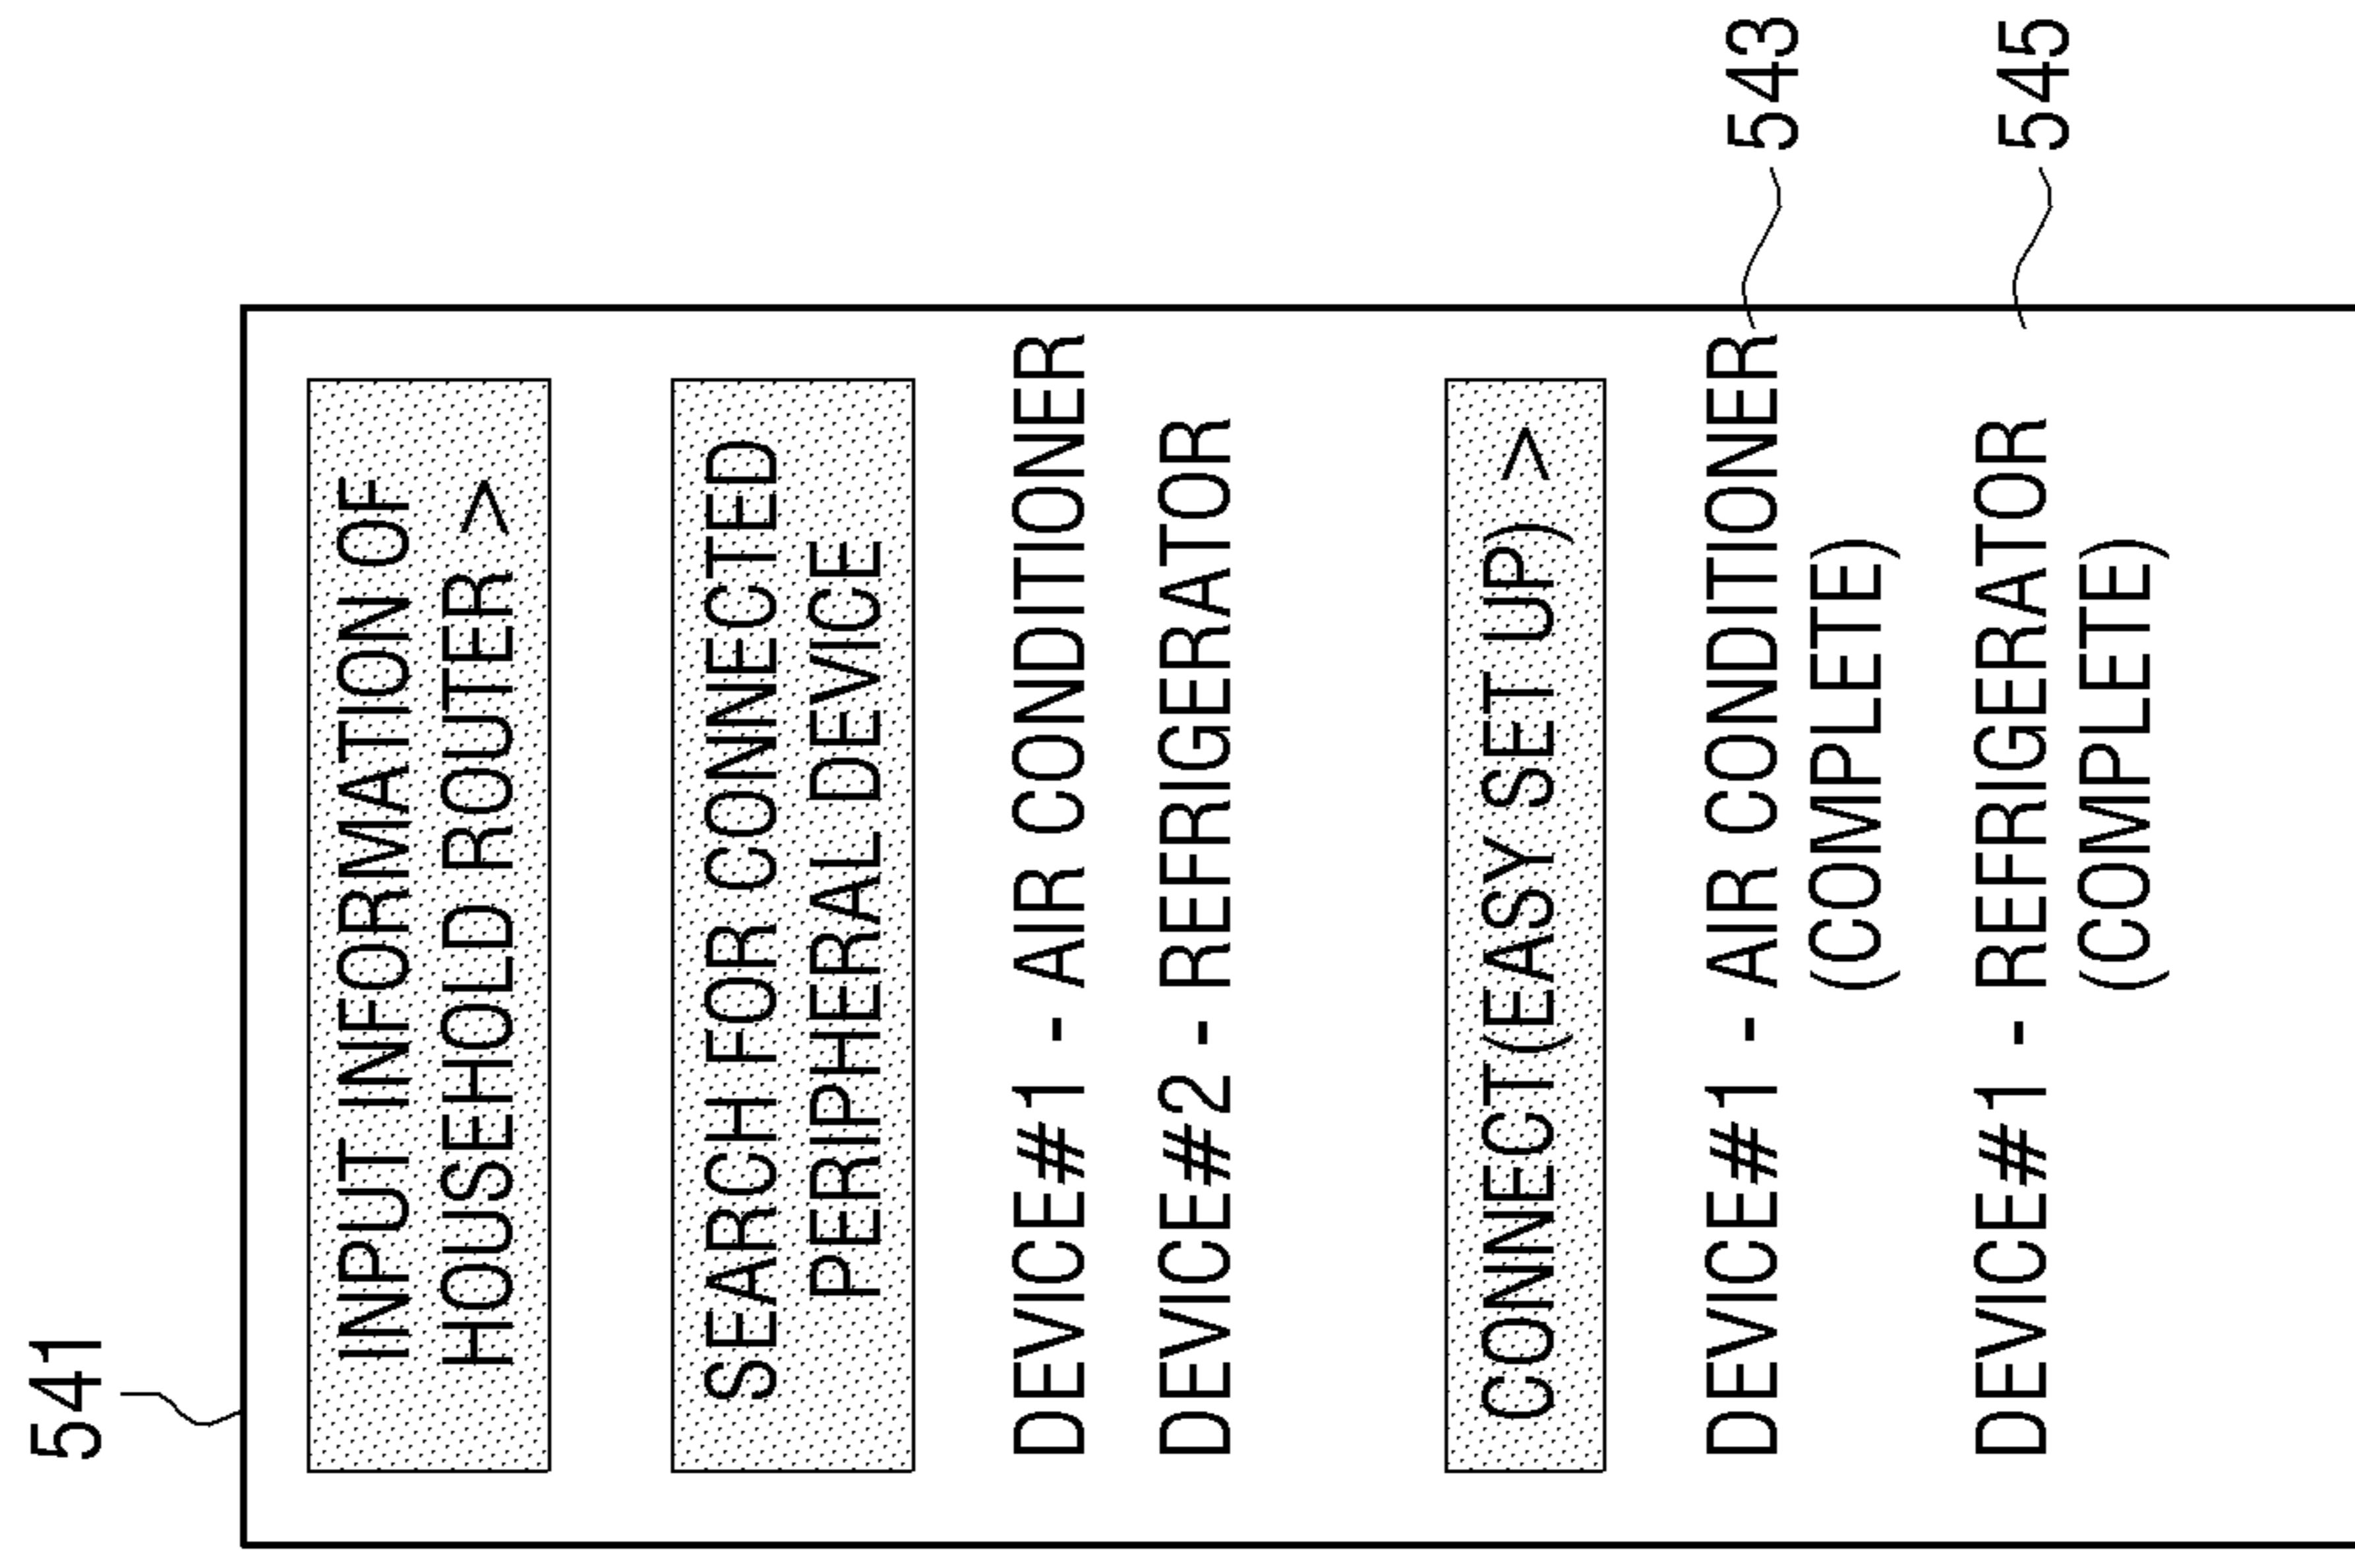 541
INPUT INFORMATION OF
HOUSEHOLD ROUTER >
SEARCH FOR CONNECTED
PERIPHERAL DEVICE
DEVICE#1 - AIR CONDITIONER
DEVICE#2 - REFRIGERATOR
CONNECT(EASY SET UP) >
DEVICE#1 - AIR CONDITIONER 543
(COMPLETE)
DEVICE#1 - REFRIGERATOR 545
(COMPLETE)